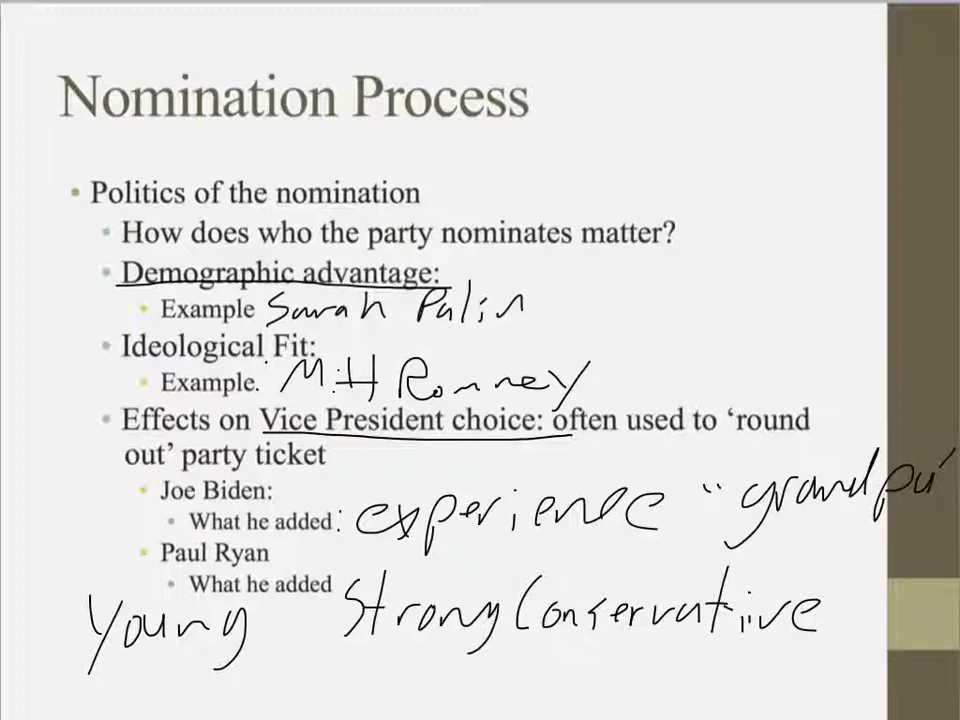 Nomination Process
• Politics of the nomination
• How does who the party nominates matter?
• Demographic advantage:
• Example Sarah Palin
• Ideological Fit:
• Example: Mitt Romney
• Effects on Vice President choice: often used to ‘round
out’ party ticket
• Joe Biden:
• What he added: experience "grandpa"
• Paul Ryan
• What he added
Young Strong Conservative